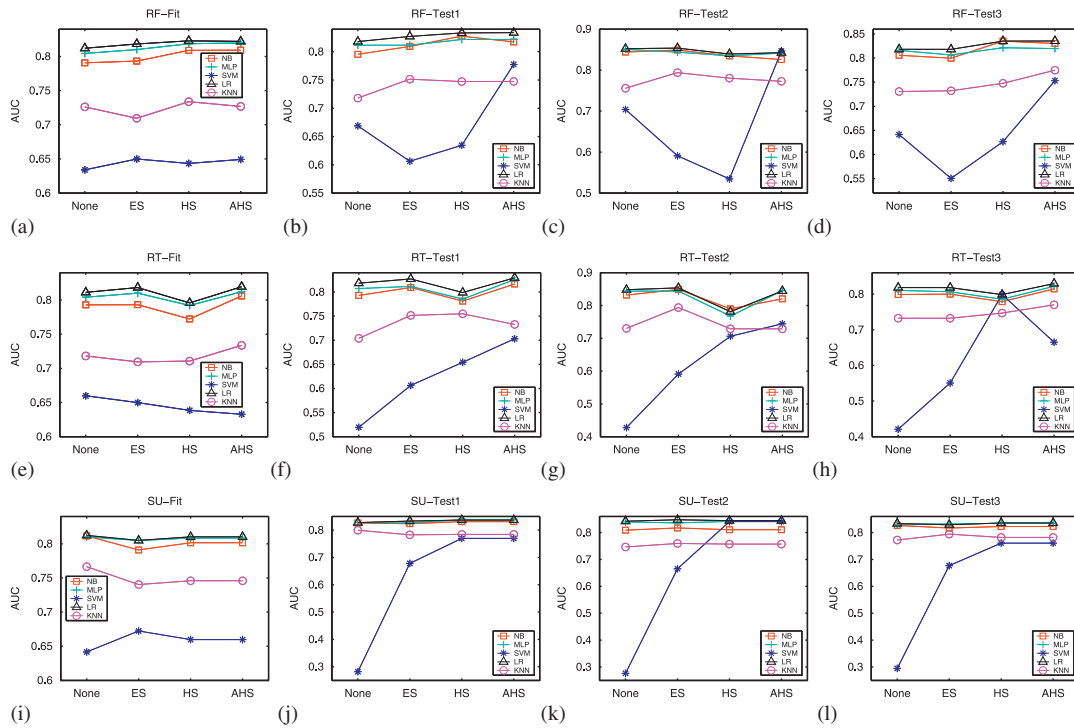 RF-Fit
AUC
0.8
0.75
0.7
0.65
0.6
NB
MLP
SVM
LR
KNN
None ES HS AHS
(a)
RF-Test1
AUC
0.8
0.75
0.7
0.65
0.6
0.55
NB
MLP
SVM
LR
KNN
None ES HS AHS
(b)
RF-Test2
AUC
0.9
0.8
0.7
0.6
0.5
NB
MLP
SVM
LR
KNN
None ES HS AHS
(c)
RF-Test3
AUC
0.85
0.8
0.75
0.7
0.65
0.6
0.55
NB
MLP
SVM
LR
KNN
None ES HS AHS
(d)
RT-Fit
AUC
0.8
0.75
0.7
0.65
0.6
NB
MLP
SVM
LR
KNN
None ES HS AHS
(e)
RT-Test1
AUC
0.8
0.75
0.7
0.65
0.6
0.55
0.5
NB
MLP
SVM
LR
KNN
None ES HS AHS
(f)
RT-Test2
AUC
0.9
0.8
0.7
0.6
0.5
0.4
NB
MLP
SVM
LR
KNN
None ES HS AHS
(g)
RT-Test3
AUC
0.8
0.7
0.6
0.5
0.4
NB
MLP
SVM
LR
KNN
None ES HS AHS
(h)
SU-Fit
AUC
0.8
0.75
0.7
0.65
0.6
NB
MLP
SVM
LR
KNN
None ES HS AHS
(i)
SU-Test1
AUC
0.8
0.7
0.6
0.5
0.4
0.3
NB
MLP
SVM
LR
KNN
None ES HS AHS
(j)
SU-Test2
AUC
0.8
0.7
0.6
0.5
0.4
0.3
NB
MLP
SVM
LR
KNN
None ES HS AHS
(k)
SU-Test3
AUC
0.8
0.7
0.6
0.5
0.4
0.3
NB
MLP
SVM
LR
KNN
None ES HS AHS
(l)